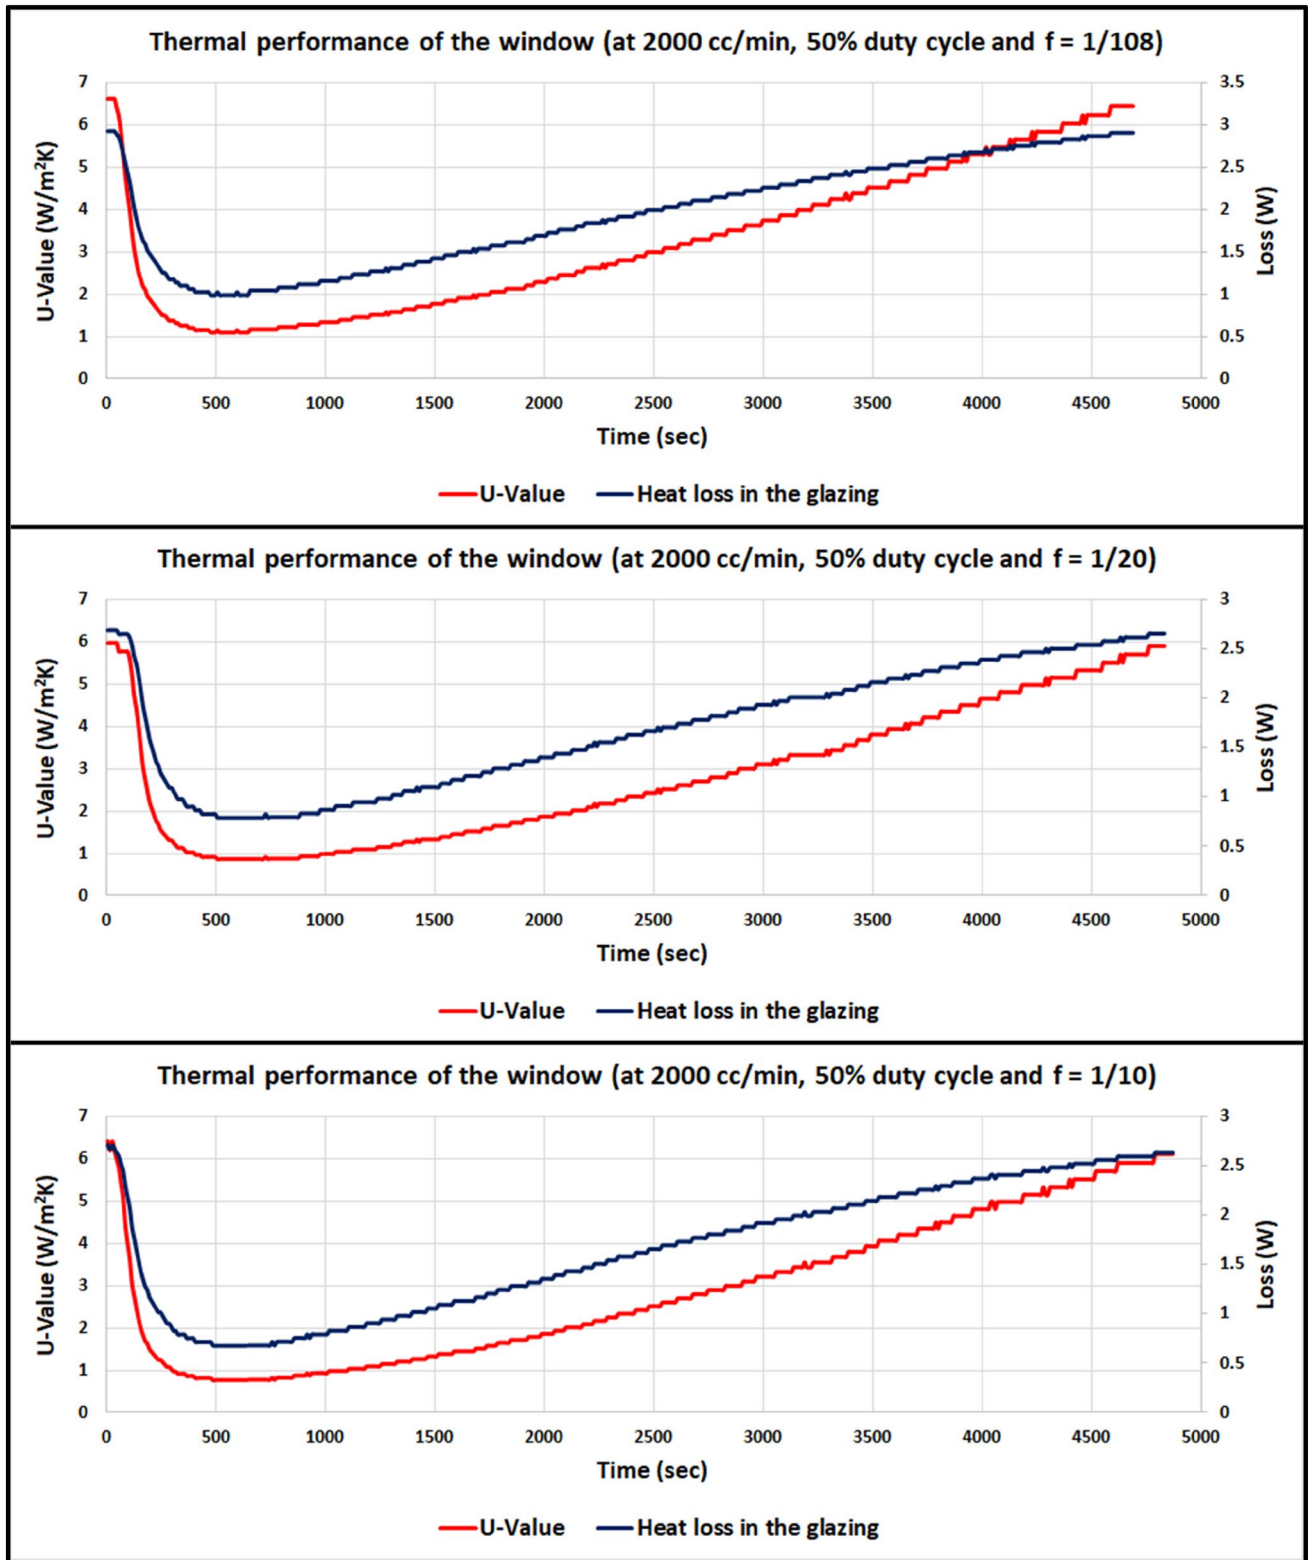 Thermal performance of the window (at 2000 cc/min, 50% duty cycle and f = 1/108)
7
6
5
4
3
2
1
0
U-Value (W/m²K)
3.5
3
2.5
2
1.5
1
0.5
0
Loss (W)
0 500 1000 1500 2000 2500 3000 3500 4000 4500 5000
Time (sec)
U-Value Heat loss in the glazing
Thermal performance of the window (at 2000 cc/min, 50% duty cycle and f = 1/20)
7
6
5
4
3
2
1
0
U-Value (W/m²K)
3
2.5
2
1.5
1
0.5
0
Loss (W)
0 500 1000 1500 2000 2500 3000 3500 4000 4500 5000
Time (sec)
U-Value Heat loss in the glazing
Thermal performance of the window (at 2000 cc/min, 50% duty cycle and f = 1/10)
7
6
5
4
3
2
1
0
U-Value (W/m²K)
3
2.5
2
1.5
1
0.5
0
Loss (W)
0 500 1000 1500 2000 2500 3000 3500 4000 4500 5000
Time (sec)
U-Value Heat loss in the glazing